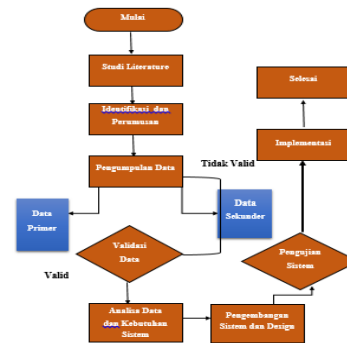 Mulai
Studi Literature
Identifikasi dan
Perumusan
Pengumpulan Data
Tidak Valid
Data
Primer
Data
Sekunder
Validasi
Data
Valid
Analisa Data
dan Kebutuhan
Sistem
Pengembangan
Sistem dan Design
Pengujian
Sistem
Implementasi
Selesai